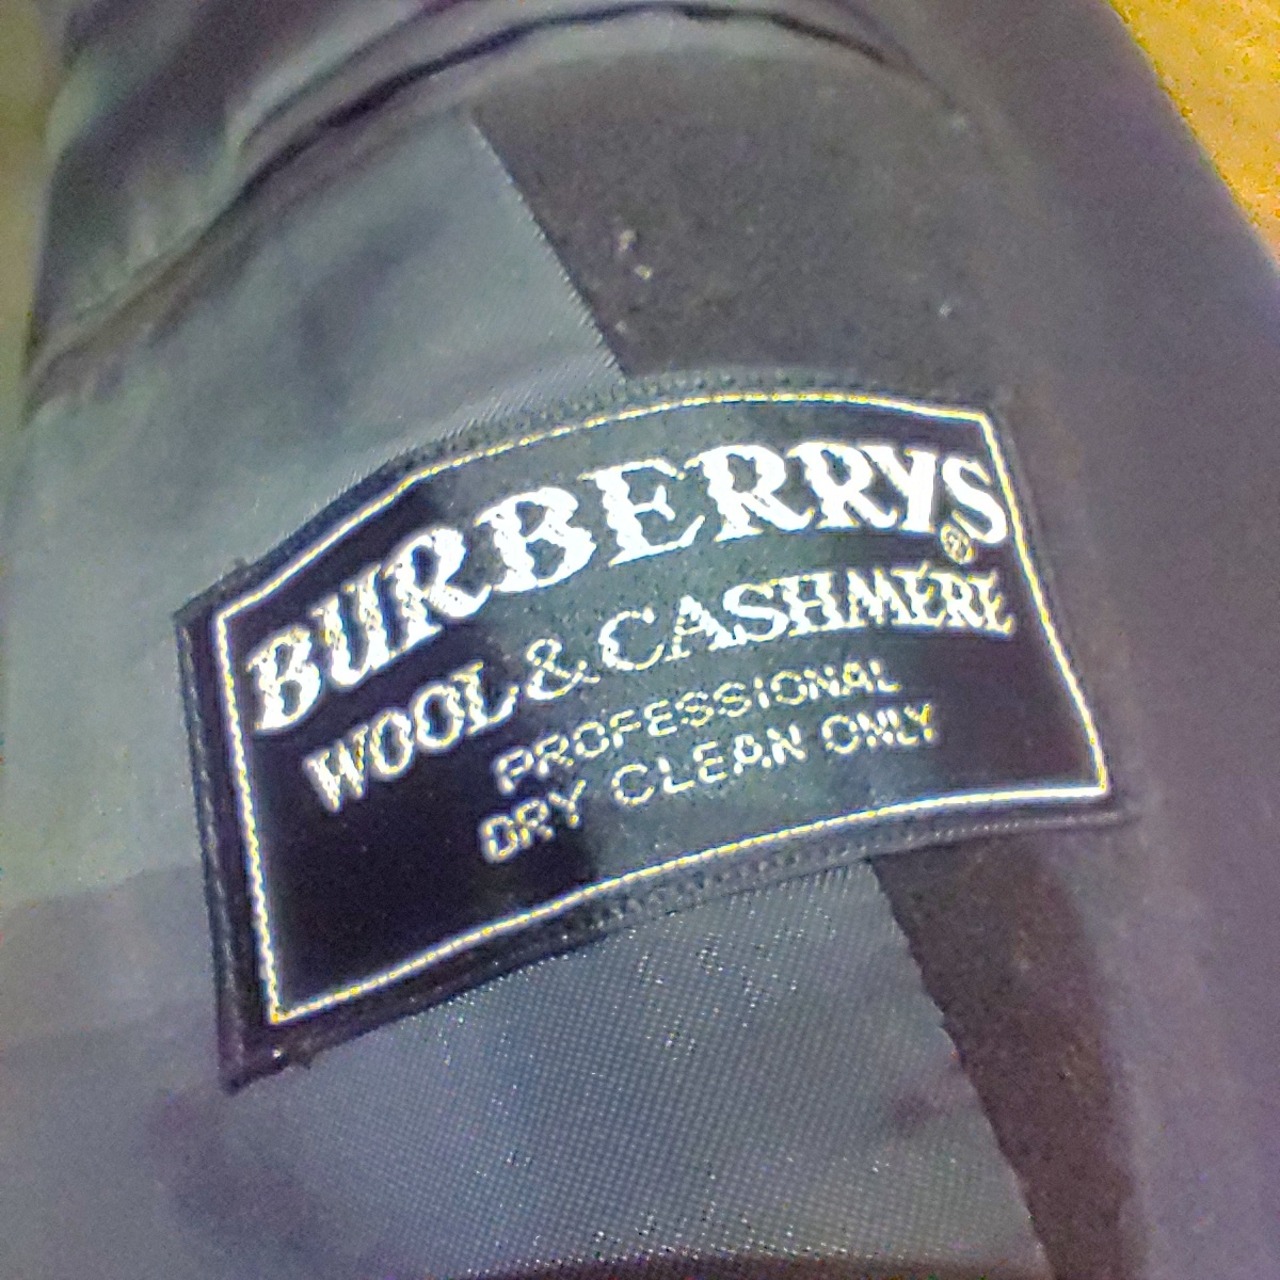 BURBERRYS®
WOOL & CASHMERE
PROFESSIONAL
DRY CLEAN ONLY